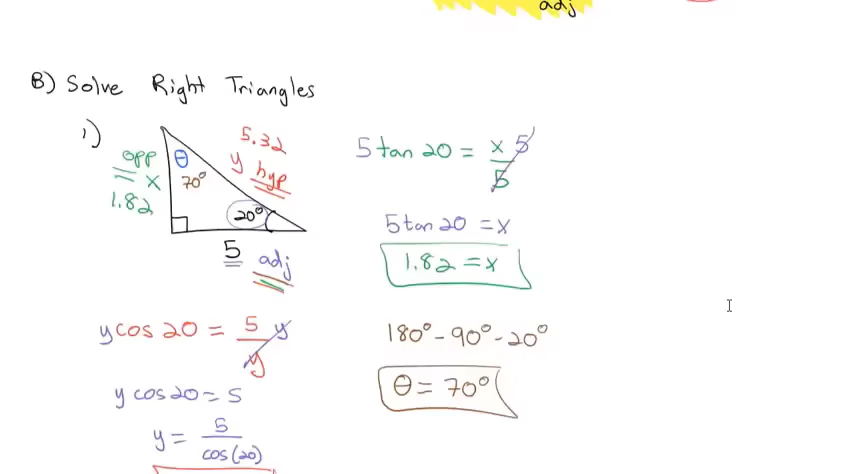 adj
B) Solve Right Triangles
1)
opp
x
1.82
θ
70°
5.32
y hyp
20°
5 adj
5 tan 20 = x/5 5
5 tan 20 = x
1.82 = x
180° - 90° - 20°
θ = 70°
y cos 20 = 5/y y
y cos 20 = 5
y = 5/cos(20)